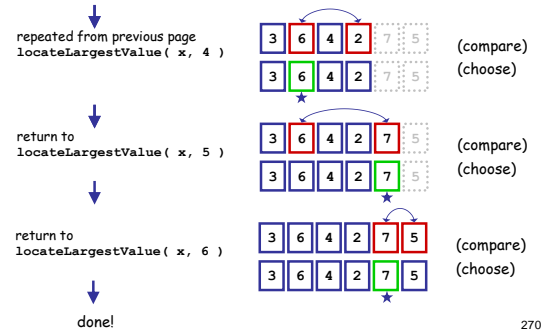 repeated from previous page
locateLargestValue( x, 4 )
3 6 4 2 7 5 (compare)
3 6 4 2 7 5 (choose)
return to
locateLargestValue( x, 5 )
3 6 4 2 7 5 (compare)
3 6 4 2 7 5 (choose)
return to
locateLargestValue( x, 6 )
3 6 4 2 7 5 (compare)
3 6 4 2 7 5 (choose)
done!
270